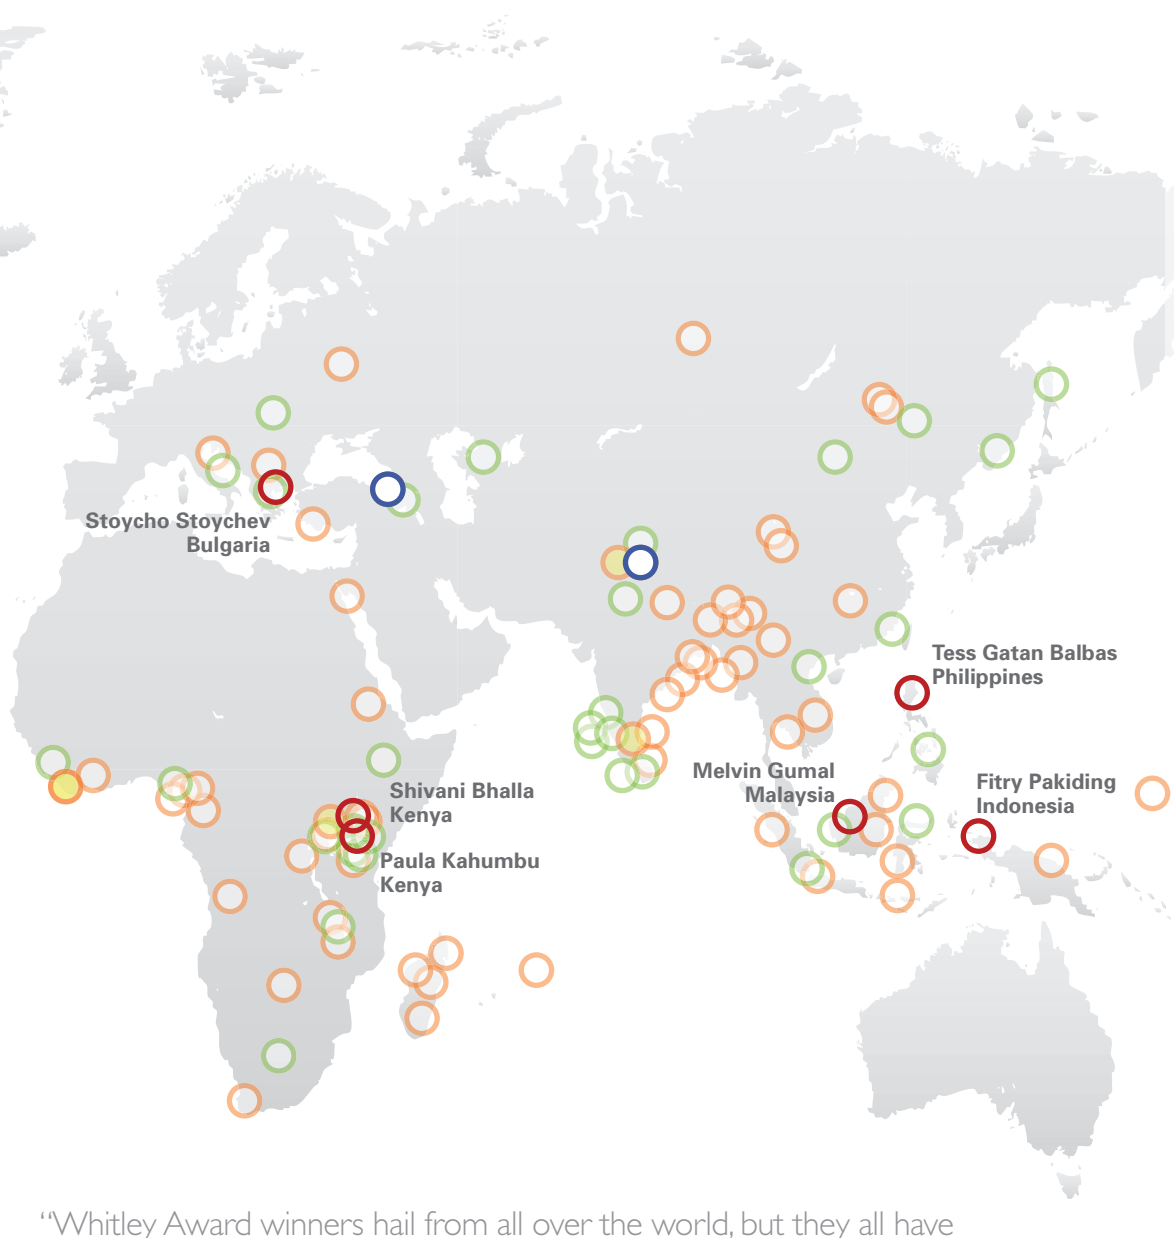 Stoycho Stoychev
Bulgaria
Tess Gatan Balbas
Philippines
Melvin Gumal
Malaysia
Fitry Pakiding
Indonesia
Shivani Bhalla
Kenya
Paula Kahumbu
Kenya
“Whitley Award winners hail from all over the world, but they all have